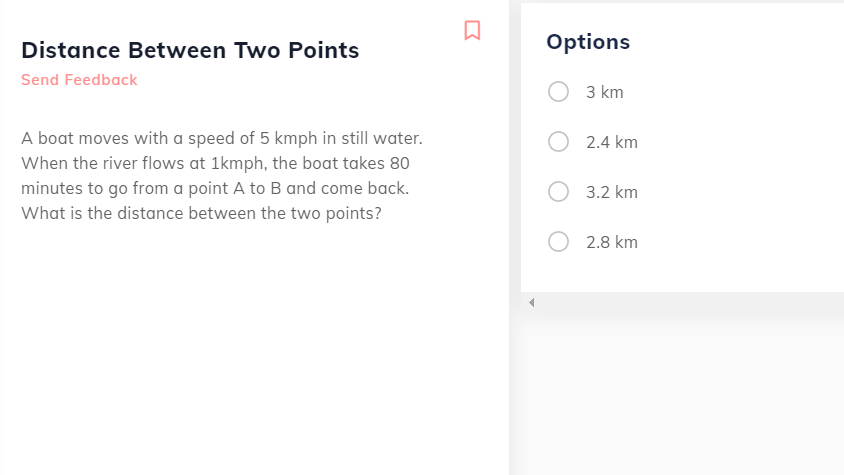 Distance Between Two Points
Send Feedback
A boat moves with a speed of 5 kmph in still water.
When the river flows at 1kmph, the boat takes 80
minutes to go from a point A to B and come back.
What is the distance between the two points?
Options
3 km
2.4 km
3.2 km
2.8 km